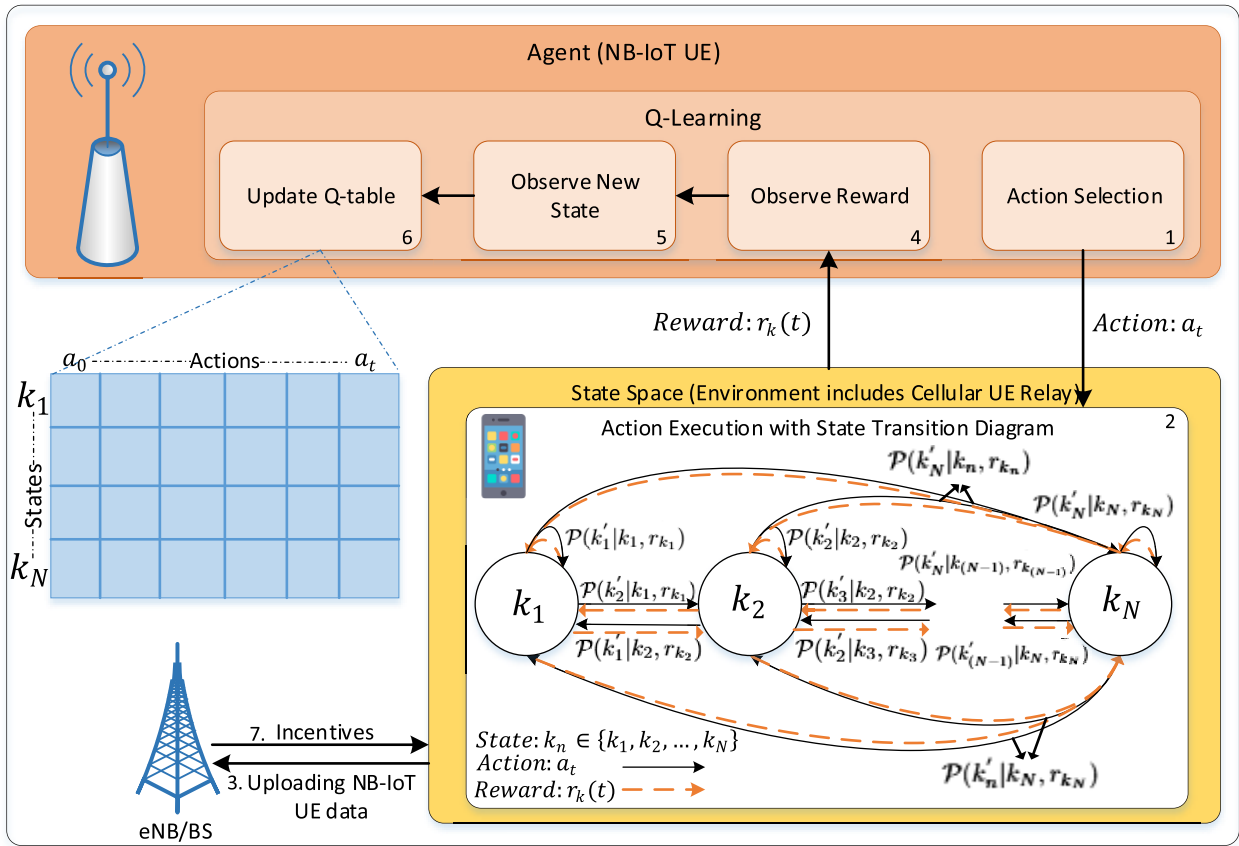 Agent (NB-IoT UE)
Q-Learning
Update Q-table
6
Observe New
State
5
Observe Reward
4
Action Selection
1
Reward: r_k(t)
Action: a_t
a_0 Actions a_t
k_1
States
k_N
State Space (Environment includes Cellular UE Relay)
2
Action Execution with State Transition Diagram
P(k'_N|k_n, r_{k_n})
P(k'_N|k_N, r_{k_N})
P(k'_1|k_1, r_{k_1})
P(k'_2|k_2, r_{k_2})
P(k'_N|k_{(N-1)}, r_{k_{(N-1)}})
k_1
P(k'_2|k_1, r_{k_1})
k_2
P(k'_3|k_2, r_{k_2})
k_N
P(k'_1|k_2, r_{k_2})
P(k'_2|k_3, r_{k_3})
P(k'_{(N-1)}|k_N, r_{k_N})
State: k_n ∈ {k_1, k_2, …, k_N}
Action: a_t
Reward: r_k(t)
P(k'_n|k_N, r_{k_N})
7. Incentives
3. Uploading NB-IoT
UE data
eNB/BS